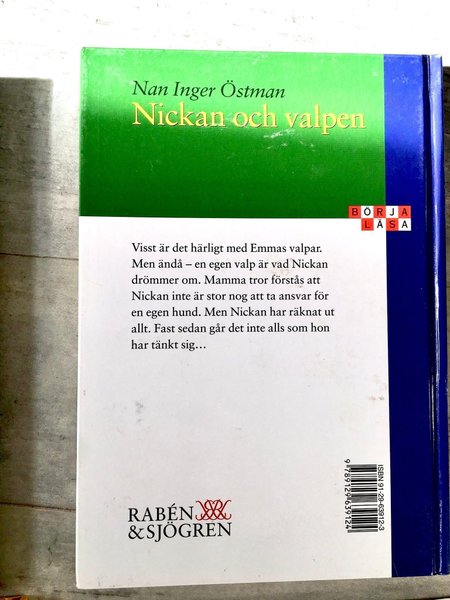 Nan Inger Östman
Nickan och valpen
BÖRJA
LÄSA
Visst är det härligt med Emmas valpar.
Men ändå – en egen valp är vad Nickan
drömmer om. Mamma tror förstås att
Nickan inte är stor nog att ta ansvar för
en egen hund. Men Nickan har räknat ut
allt. Fast sedan går det inte alls som hon
har tänkt sig…
ISBN 91-29-63912-3
9 789129 639124
RABÉN
&SJÖGREN